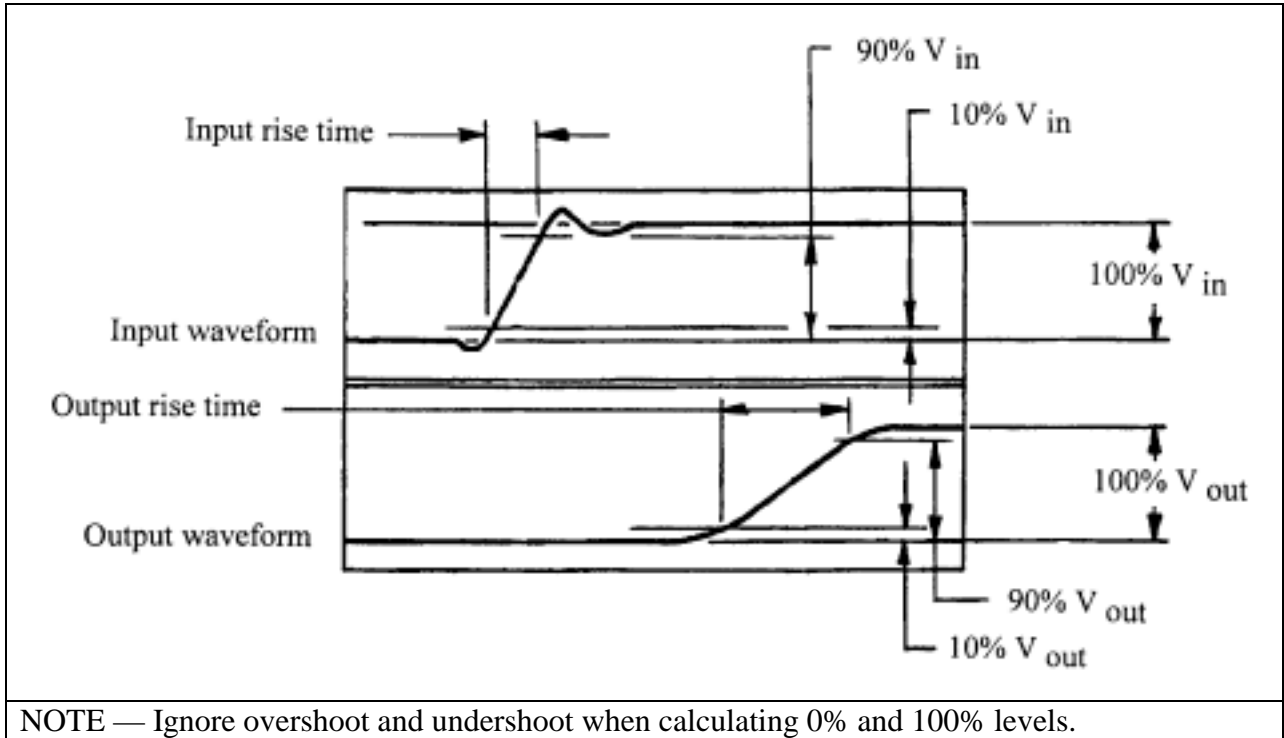 90% V in
10% V in
Input rise time
100% V in
Input waveform
Output rise time
100% V out
Output waveform
90% V out
10% V out
NOTE — Ignore overshoot and undershoot when calculating 0% and 100% levels.